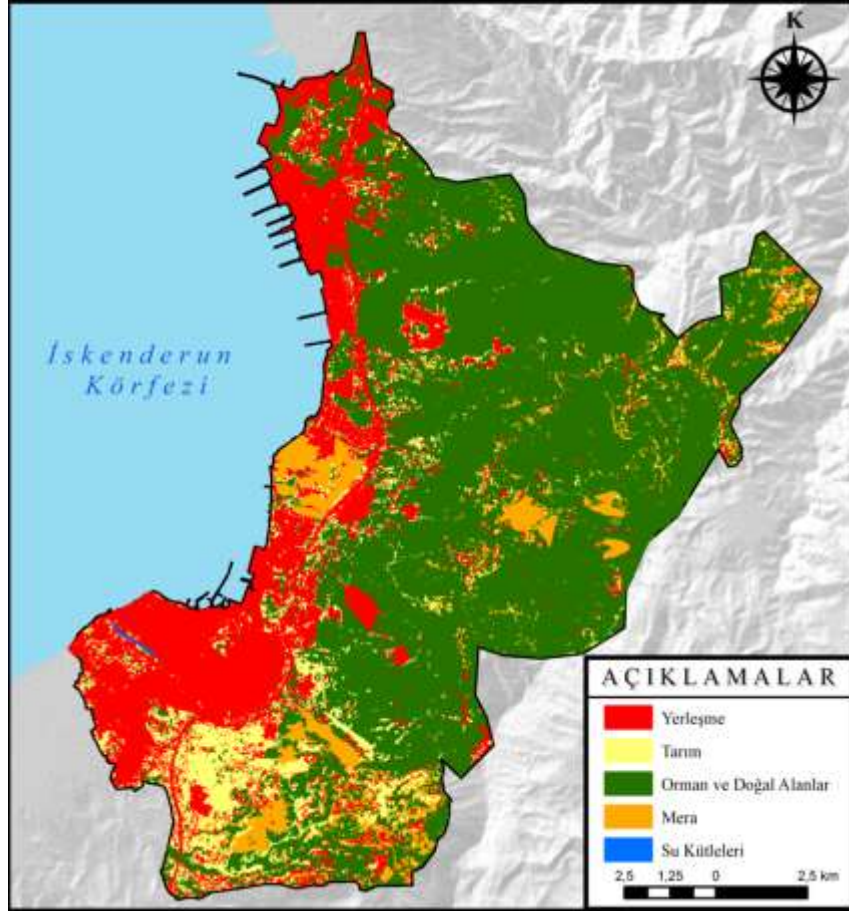 K
İskenderun
Körfezi
AÇIKLAMALAR
Yerleşme
Tarım
Orman ve Doğal Alanlar
Mera
Su Kütleleri
2,5 1,25 0 2,5 km